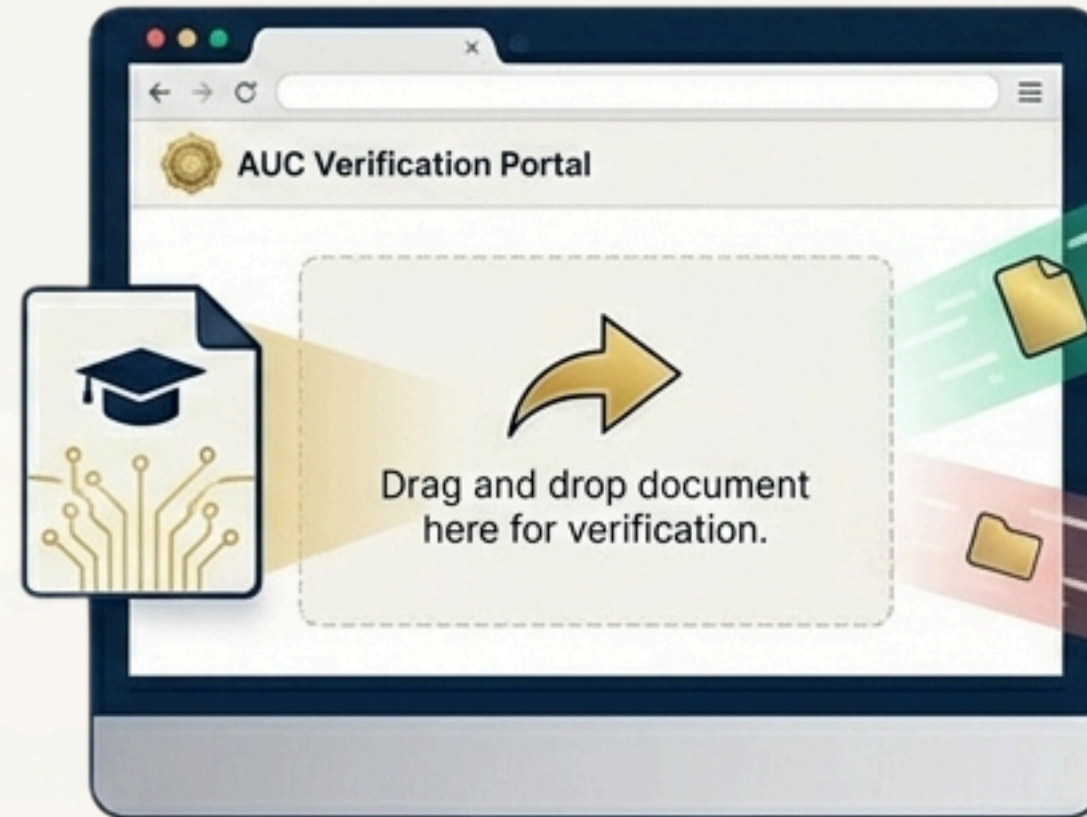 AUC Verification Portal
Drag and drop document
here for verification.